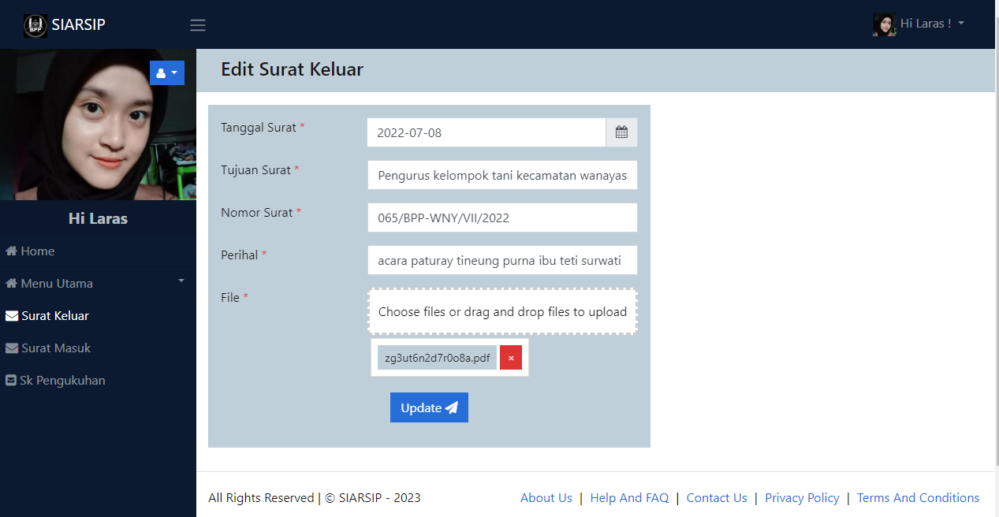 BPP SIARSIP
Hi Laras !
Hi Laras
Home
Menu Utama
Surat Keluar
Surat Masuk
Sk Pengukuhan
Edit Surat Keluar
Tanggal Surat * 2022-07-08
Tujuan Surat * Pengurus kelompok tani kecamatan wanayas
Nomor Surat * 065/BPP-WNY/VII/2022
Perihal * acara paturay tineung purna ibu teti surwati
File * Choose files or drag and drop files to upload
zg3ut6n2d7r0o8a.pdf ×
Update
All Rights Reserved | © SIARSIP - 2023
About Us | Help And FAQ | Contact Us | Privacy Policy | Terms And Conditions